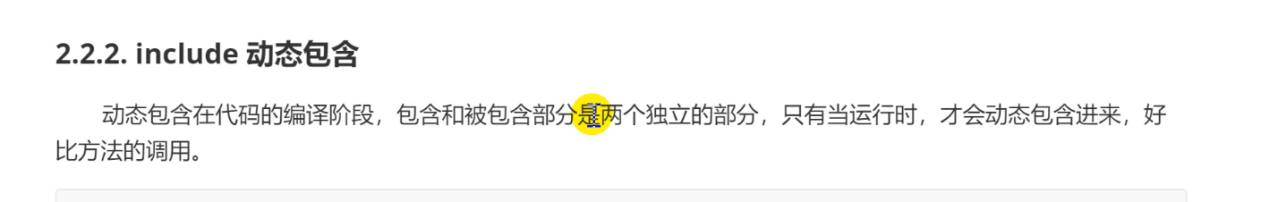 2.2.2. include 动态包含
动态包含在代码的编译阶段，包含和被包含部分是两个独立的部分，只有当运行时，才会动态包含进来，好
比方法的调用。